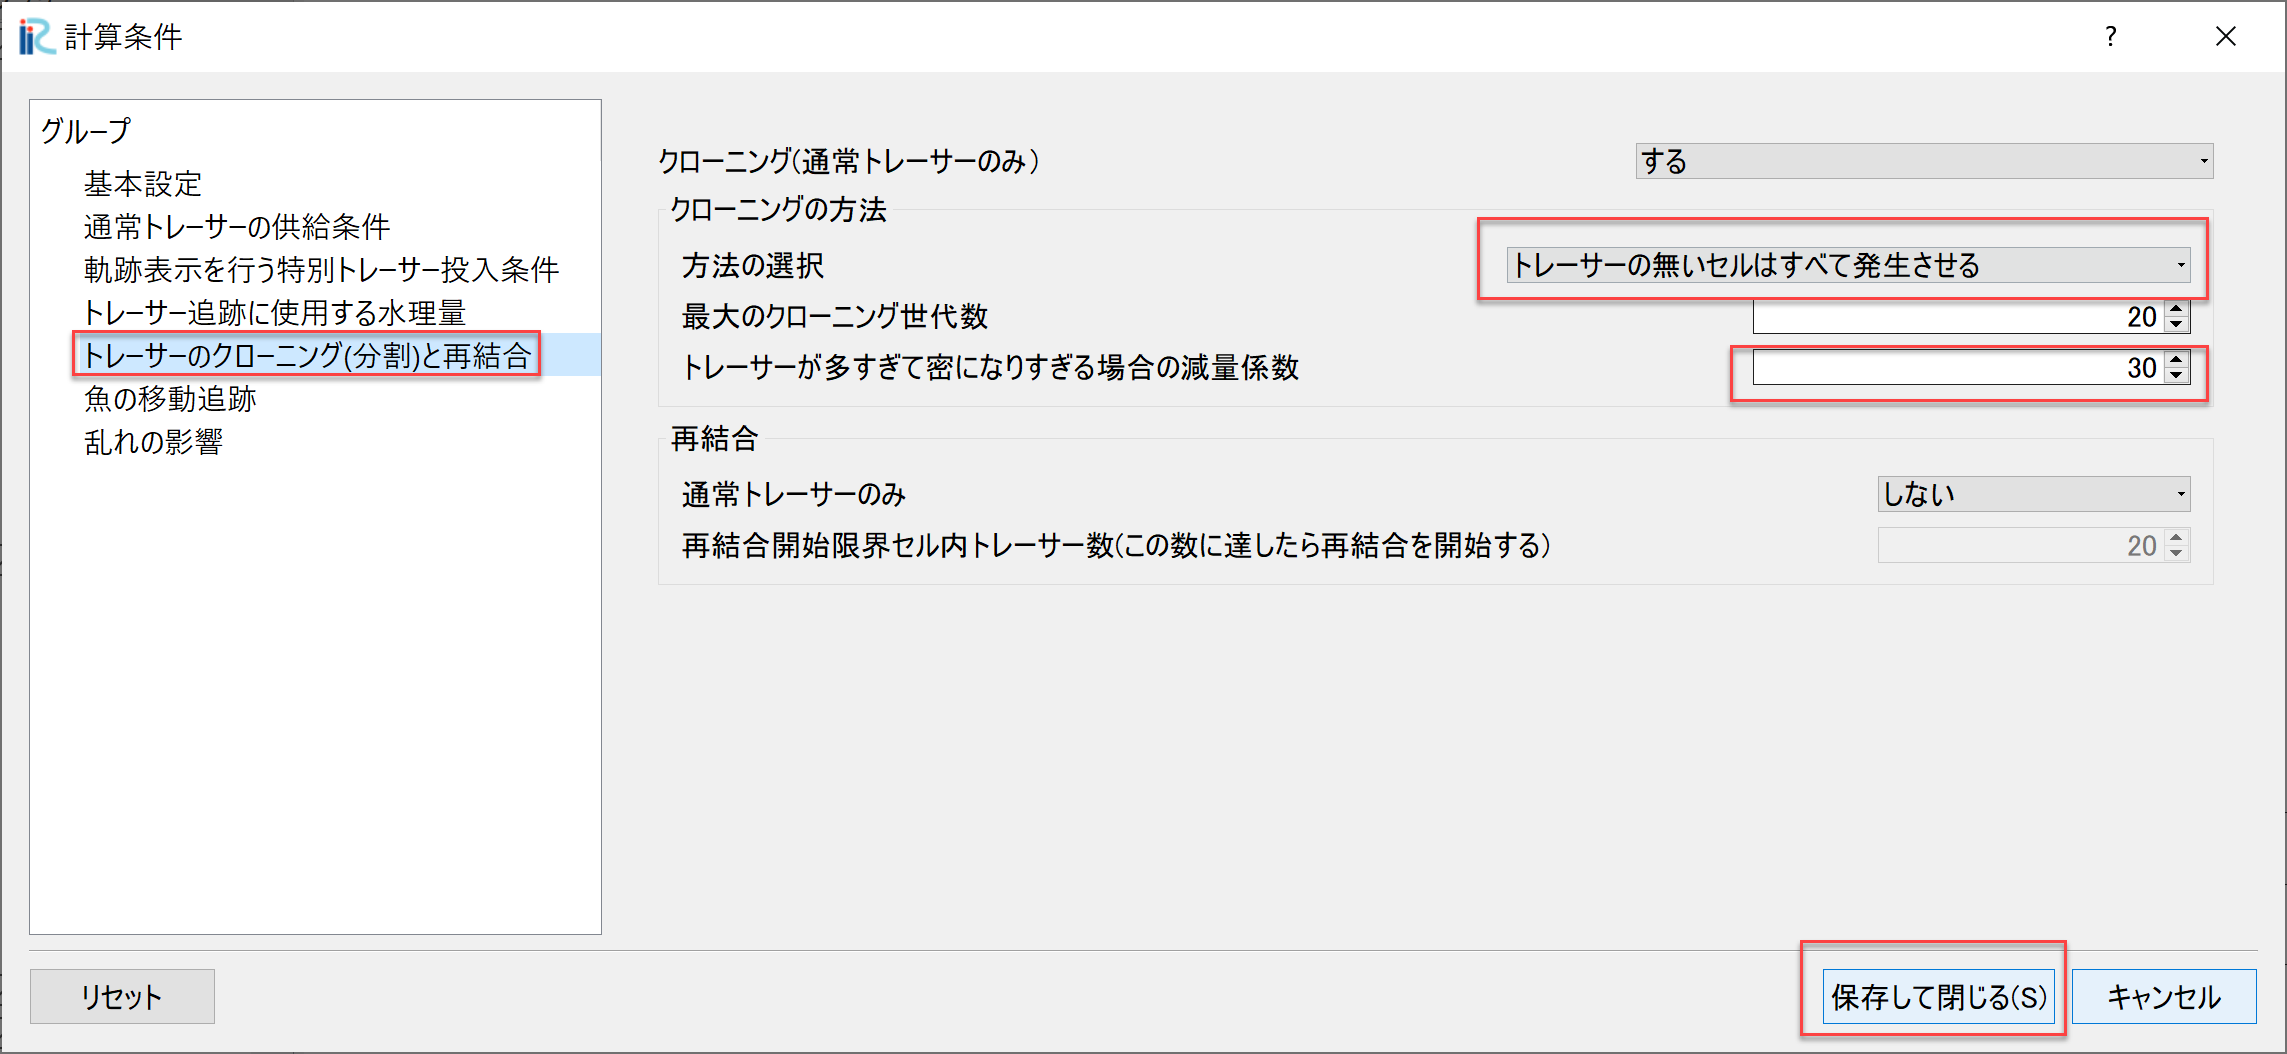 iRC 計算条件
?
グループ
基本設定
通常トレーサーの供給条件
軌跡表示を行う特別トレーサー投入条件
トレーサー追跡に使用する水理量
トレーサーのクローニング(分割)と再結合
魚の移動追跡
乱れの影響
クローニング(通常トレーサーのみ)
する
クローニングの方法
方法の選択
トレーサーの無いセルはすべて発生させる
最大のクローニング世代数
20
トレーサーが多すぎて密になりすぎる場合の減量係数
30
再結合
通常トレーサーのみ
しない
再結合開始限界セル内トレーサー数(この数に達したら再結合を開始する)
20
リセット
保存して閉じる(S)
キャンセル